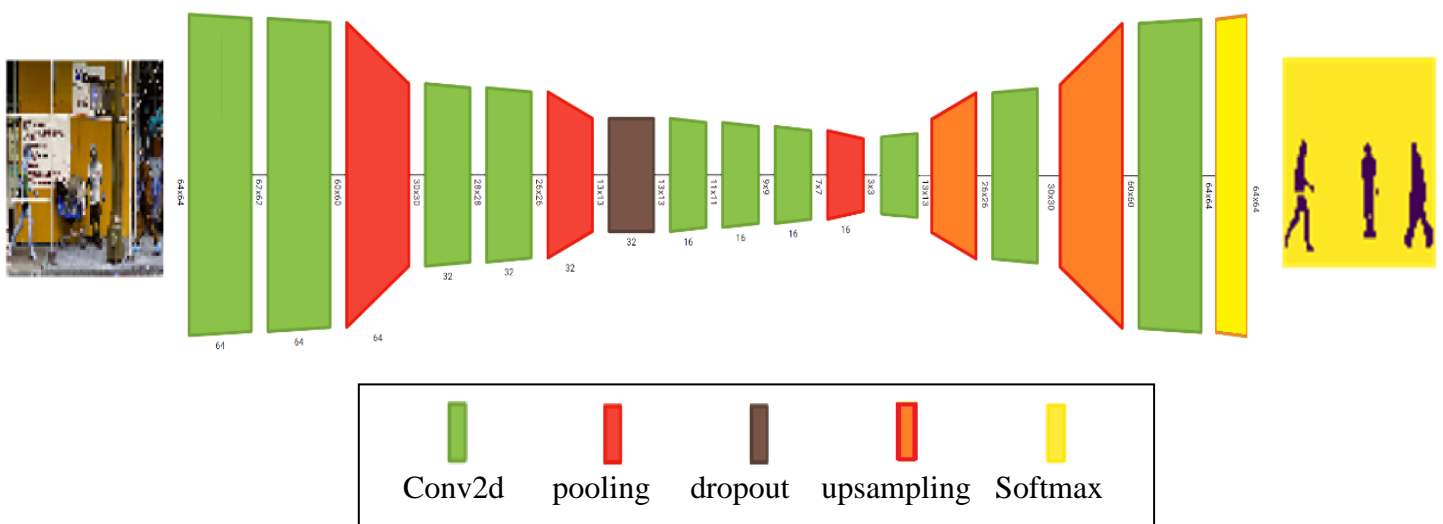 64x64
62x62
60x60
30x30
28x28
26x26
13x13
13x13
11x11
9x9
7x7
3x3
13x13
26x26
30x30
60x60
64x64
64x64
64
64
64
32
32
32
32
16
16
16
16
Conv2d pooling dropout upsampling Softmax